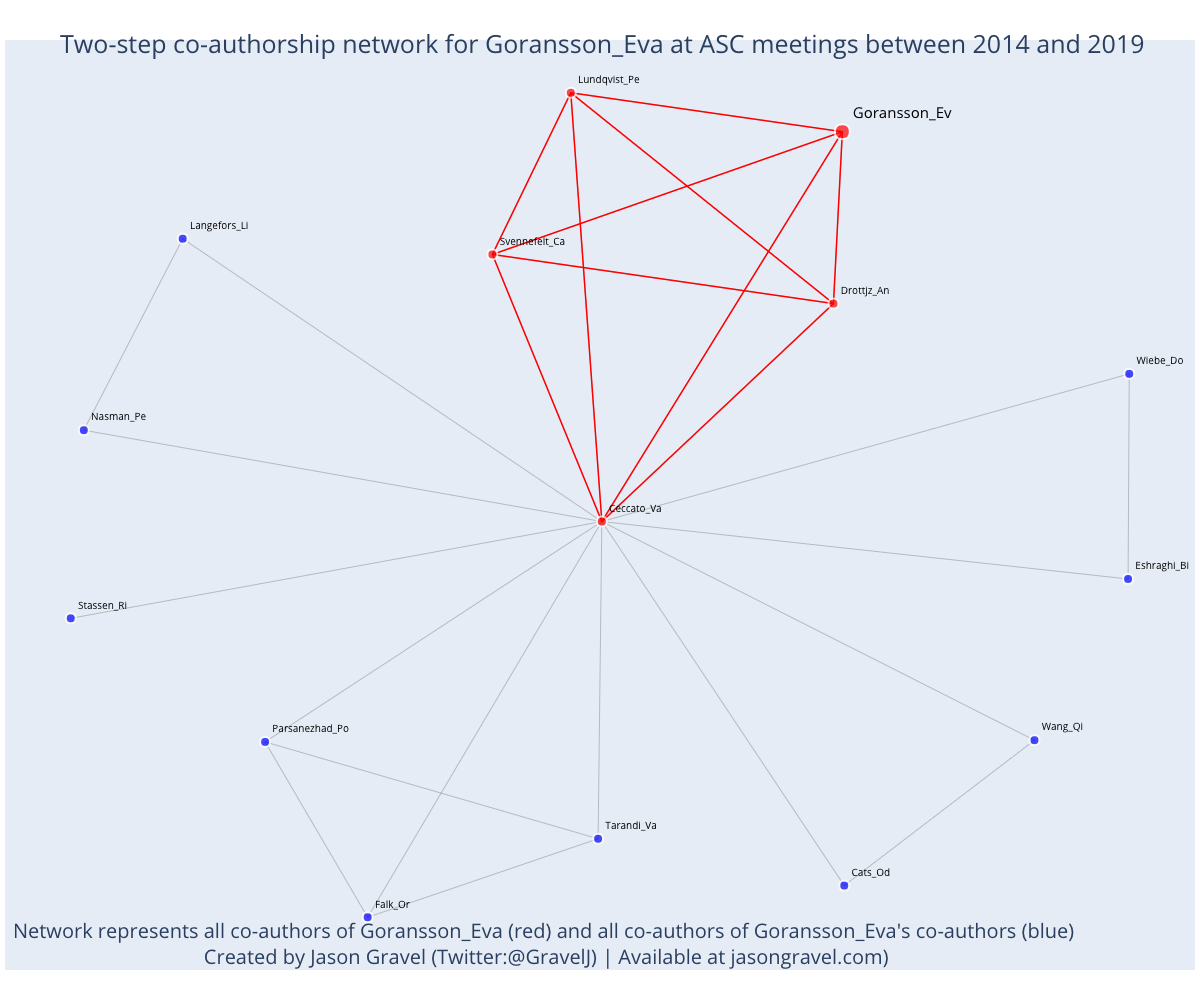 Two-step co-authorship network for Goransson_Eva at ASC meetings between 2014 and 2019
Lundqvist_Pe
Goransson_Ev
Langefors_Li
Svennefelt_Ca
Drottjz_An
Wiebe_Do
Nasman_Pe
Ceccato_Va
Eshraghi_Bi
Stassen_Ri
Parsanezhad_Po
Wang_Qi
Tarandi_Va
Cats_Od
Falk_Or
Network represents all co-authors of Goransson_Eva (red) and all co-authors of Goransson_Eva's co-authors (blue)
Created by Jason Gravel (Twitter:@GravelJ) | Available at jasongravel.com)